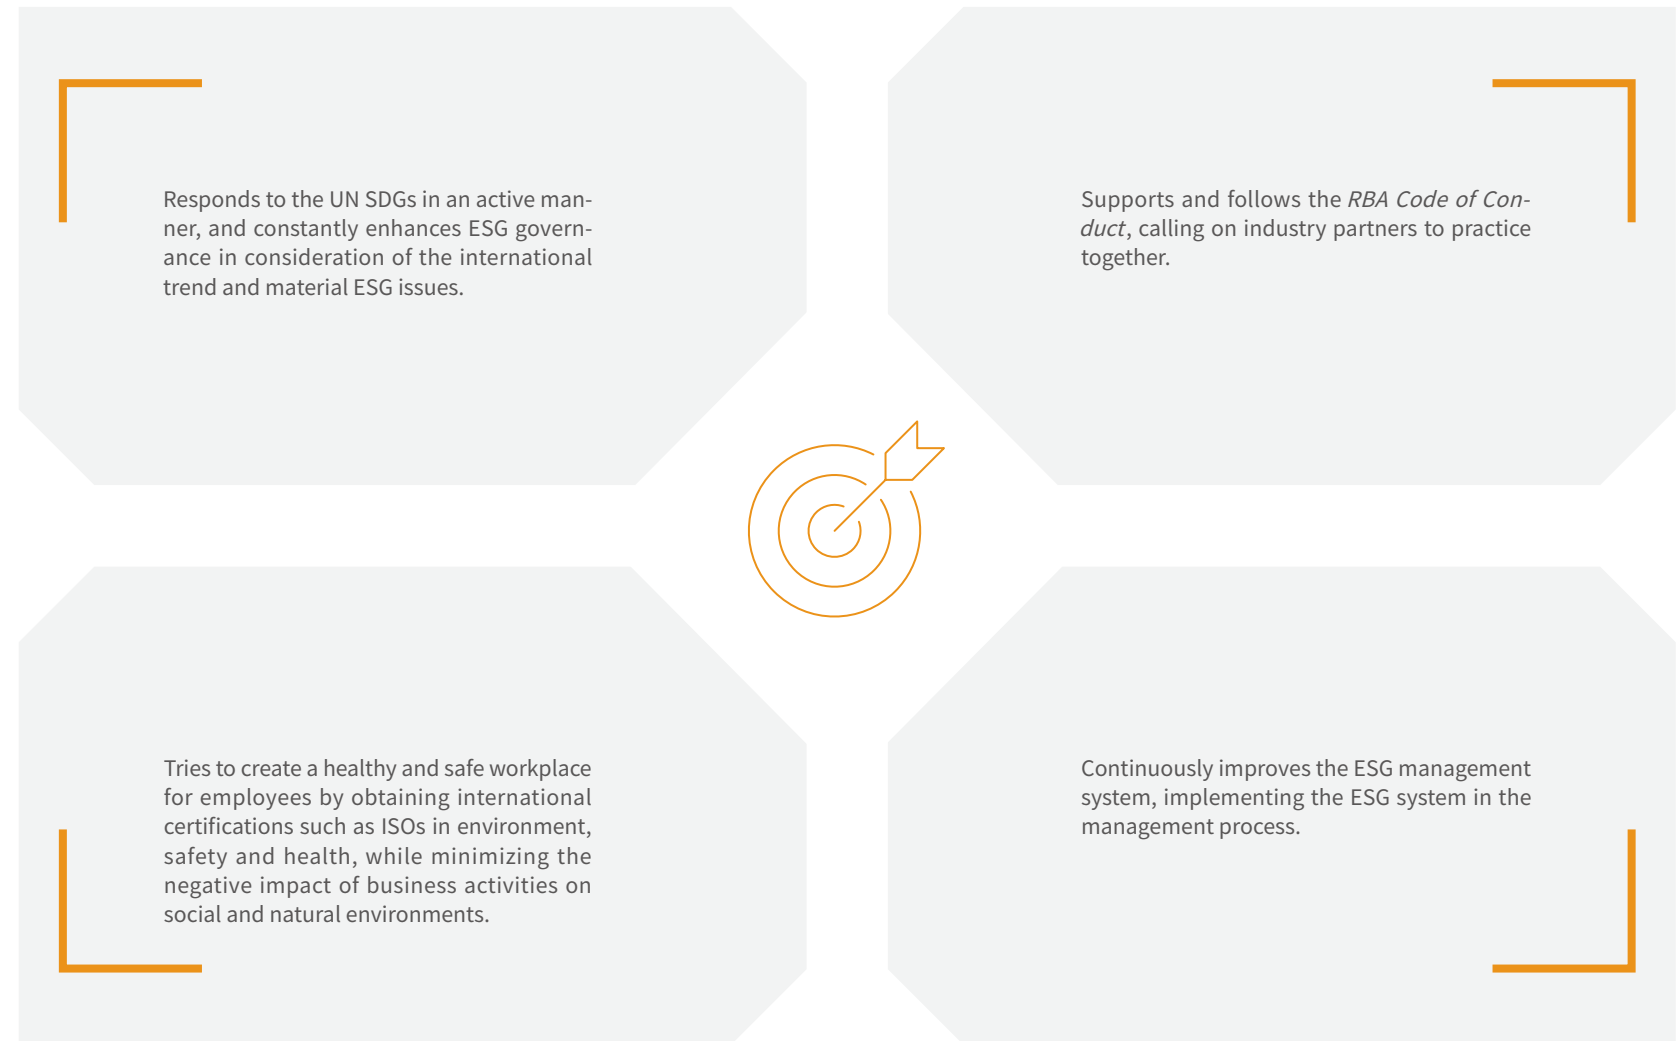 Responds to the UN SDGs in an active man-
ner, and constantly enhances ESG govern-
ance in consideration of the international
trend and material ESG issues.
Supports and follows the RBA Code of Con-
duct, calling on industry partners to practice
together.
Tries to create a healthy and safe workplace
for employees by obtaining international
certifications such as ISOs in environment,
safety and health, while minimizing the
negative impact of business activities on
social and natural environments.
Continuously improves the ESG management
system, implementing the ESG system in the
management process.